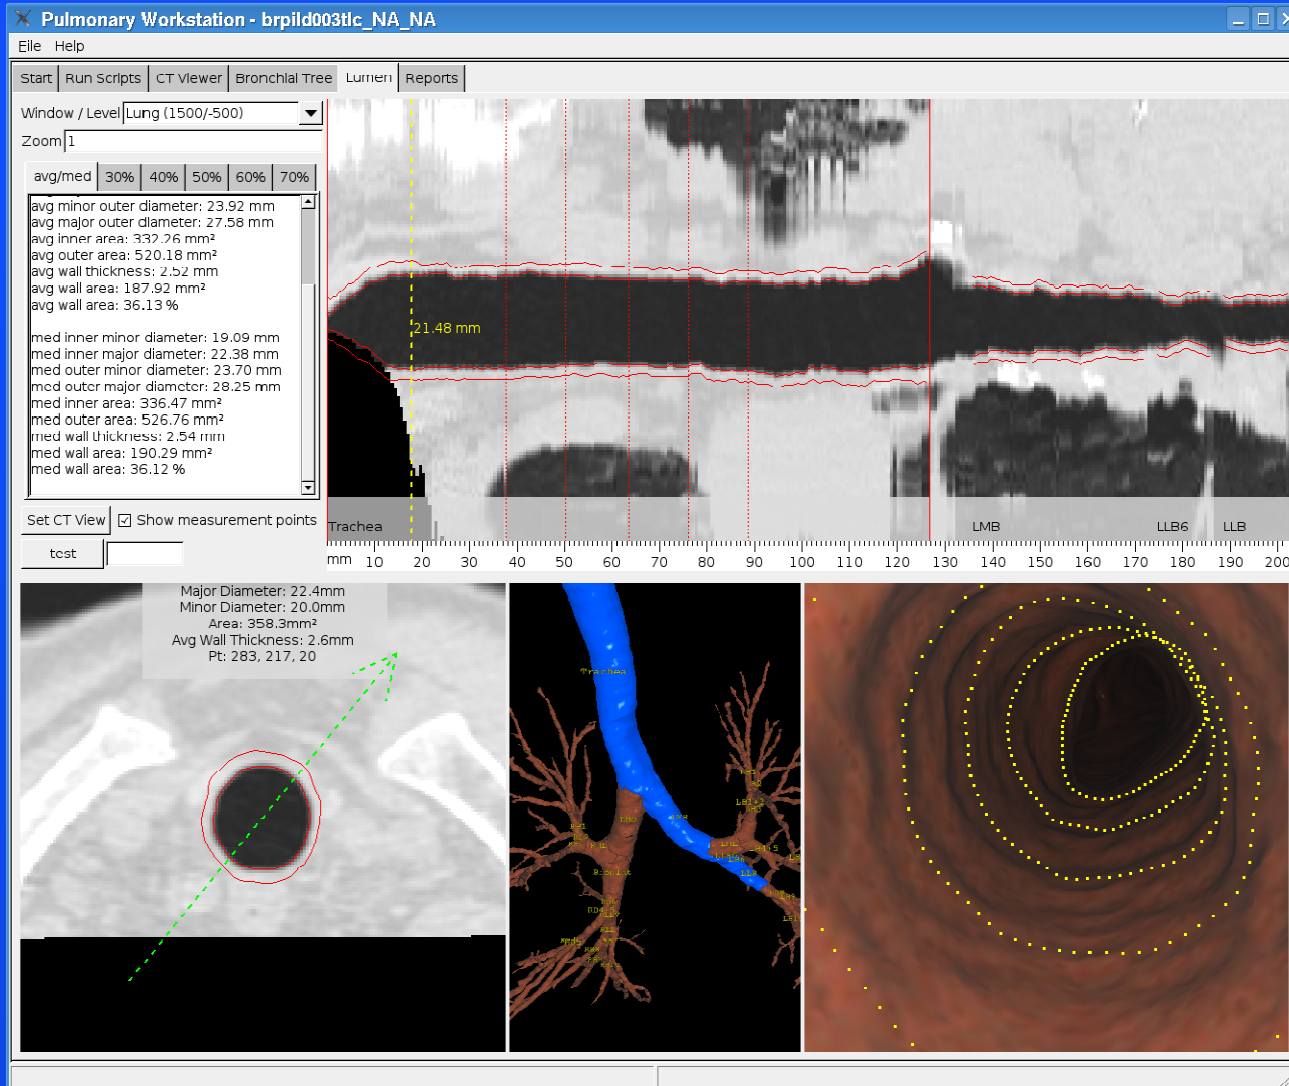 Pulmonary Workstation - brpild003tlc_NA_NA
Eile Help
Start Run Scripts CT Viewer Bronchial Tree Lumen Reports
Window / Level Lung (1500/-500)
Zoom 1
avg/med 30% 40% 50% 60% 70%
avg minor outer diameter: 23.92 mm
avg major outer diameter: 27.58 mm
avg inner area: 332.26 mm²
avg outer area: 520.18 mm²
avg wall thickness: 2.52 mm
avg wall area: 187.92 mm²
avg wall area: 36.13 %
med inner minor diameter: 19.09 mm
med inner major diameter: 22.38 mm
med outer minor diameter: 23.70 mm
med outer major diameter: 28.25 mm
med inner area: 336.47 mm²
med outer area: 526.76 mm²
med wall thickness: 2.54 mm
med wall area: 190.29 mm²
med wall area: 36.12 %
Set CT View Show measurement points
test
21.48 mm
Trachea LMB LLB6 LLB
mm 10 20 30 40 50 60 70 80 90 100 110 120 130 140 150 160 170 180 190 200
Major Diameter: 22.4mm
Minor Diameter: 20.0mm
Area: 358.3mm²
Avg Wall Thickness: 2.6mm
Pt: 283, 217, 20
Trachea